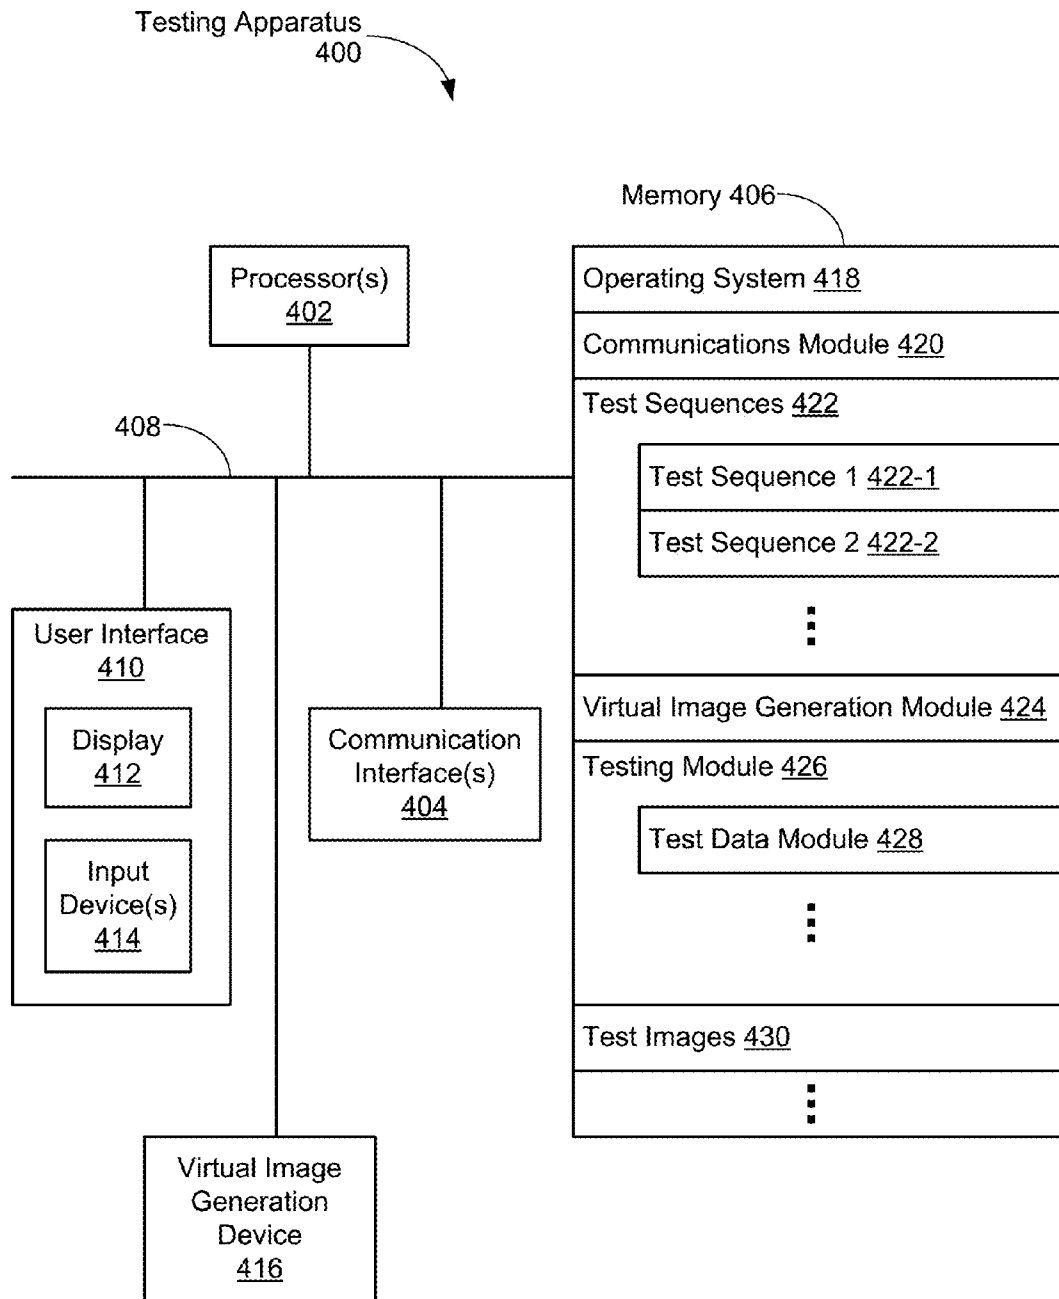 Testing Apparatus
400
Memory 406
Processor(s)
402
Operating System 418
Communications Module 420
Test Sequences 422
408
Test Sequence 1 422-1
Test Sequence 2 422-2
User Interface
410
Display
412
Input
Device(s)
414
Communication
Interface(s)
404
Virtual Image Generation Module 424
Testing Module 426
Test Data Module 428
Test Images 430
Virtual Image
Generation
Device
416